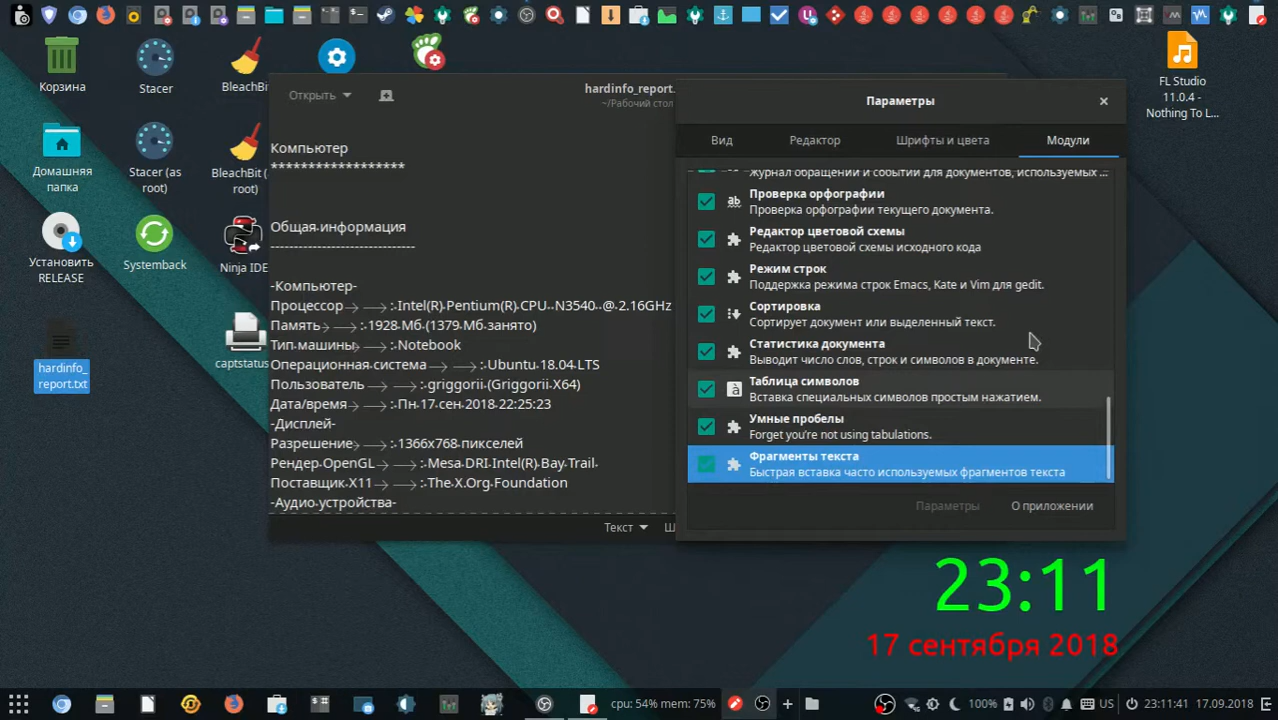 Корзина
Stacer
BleachBit
FL Studio
11.0.4 -
Nothing To L...
Домашняя
папка
Stacer (as
root)
BleachBit (
root)
Установить
RELEASE
Systemback
Ninja IDE
hardinfo_
report.txt
captstatus
Открыть
hardinfo_report.
~/Рабочий стол
Компьютер
******************
Общая·информация
-----------------------------
-Компьютер-
Процессор → → :·Intel(R)·Pentium(R)·CPU··N3540··@·2.16GHz
Память → → :·1928·Мб·(1379·Мб·занято)
Тип·машины → → :·Notebook
Операционная·система → → :·Ubuntu·18.04·LTS
Пользователь → → :·griggorii·(Griggorii·X64)
Дата/время → → :·Пн·17·сен·2018·22:25:23
-Дисплей-
Разрешение → → :·1366x768·пикселей
Рендер·OpenGL → → :·Mesa·DRI·Intel(R)·Bay·Trail·
Поставщик·X11 → → :·The·X.Org·Foundation
-Аудио·устройства-
Текст
Ш
Параметры
Вид
Редактор
Шрифты и цвета
Модули
Журнал обращений и событий для документов, используемых ...
Проверка орфографии
Проверка орфографии текущего документа.
Редактор цветовой схемы
Редактор цветовой схемы исходного кода
Режим строк
Поддержка режима строк Emacs, Kate и Vim для gedit.
Сортировка
Сортирует документ или выделенный текст.
Статистика документа
Выводит число слов, строк и символов в документе.
Таблица символов
Вставка специальных символов простым нажатием.
Умные пробелы
Forget you're not using tabulations.
Фрагменты текста
Быстрая вставка часто используемых фрагментов текста
Параметры
О приложении
23:11
17 сентября 2018
cpu: 54% mem: 75%
100%
US
23:11:41
17.09.2018